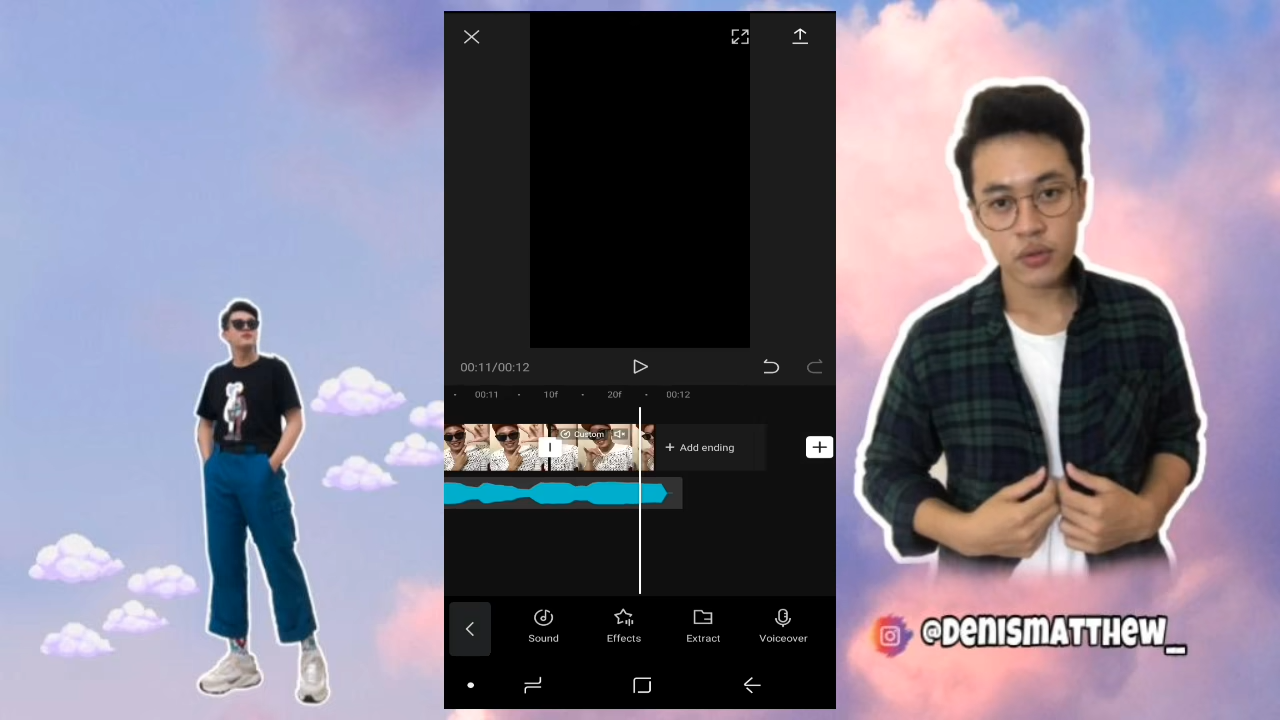 00:11/00:12
00:11 10f 20f 00:12
Custom
+ Add ending
Sound Effects Extract Voiceover
@DENISMATTHEW_